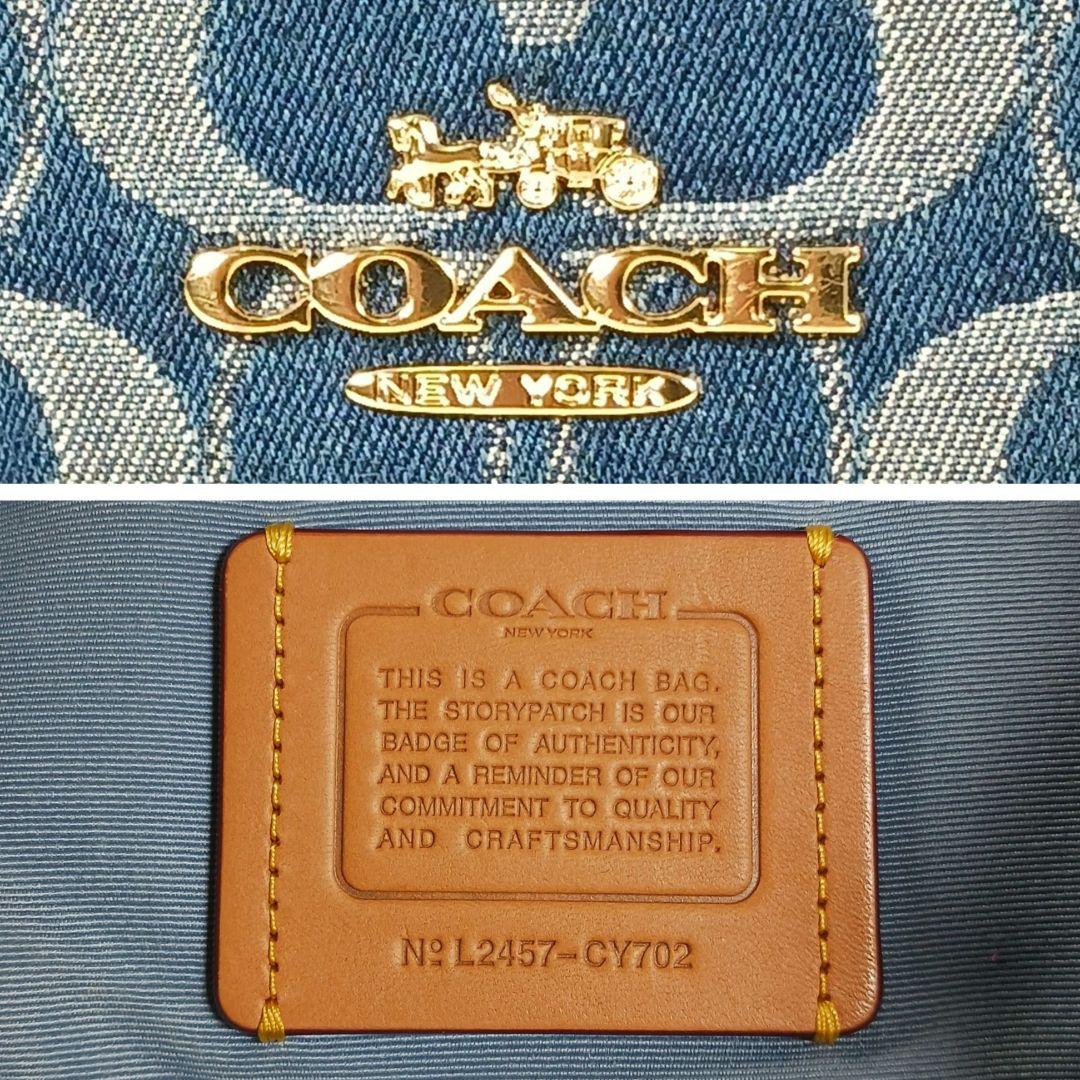 COACH
NEW YORK
COACH
NEW YORK
THIS IS A COACH BAG.
THE STORYPATCH IS OUR
BADGE OF AUTHENTICITY,
AND A REMINDER OF OUR
COMMITMENT TO QUALITY
AND CRAFTSMANSHIP.
Nº L2457-CY702